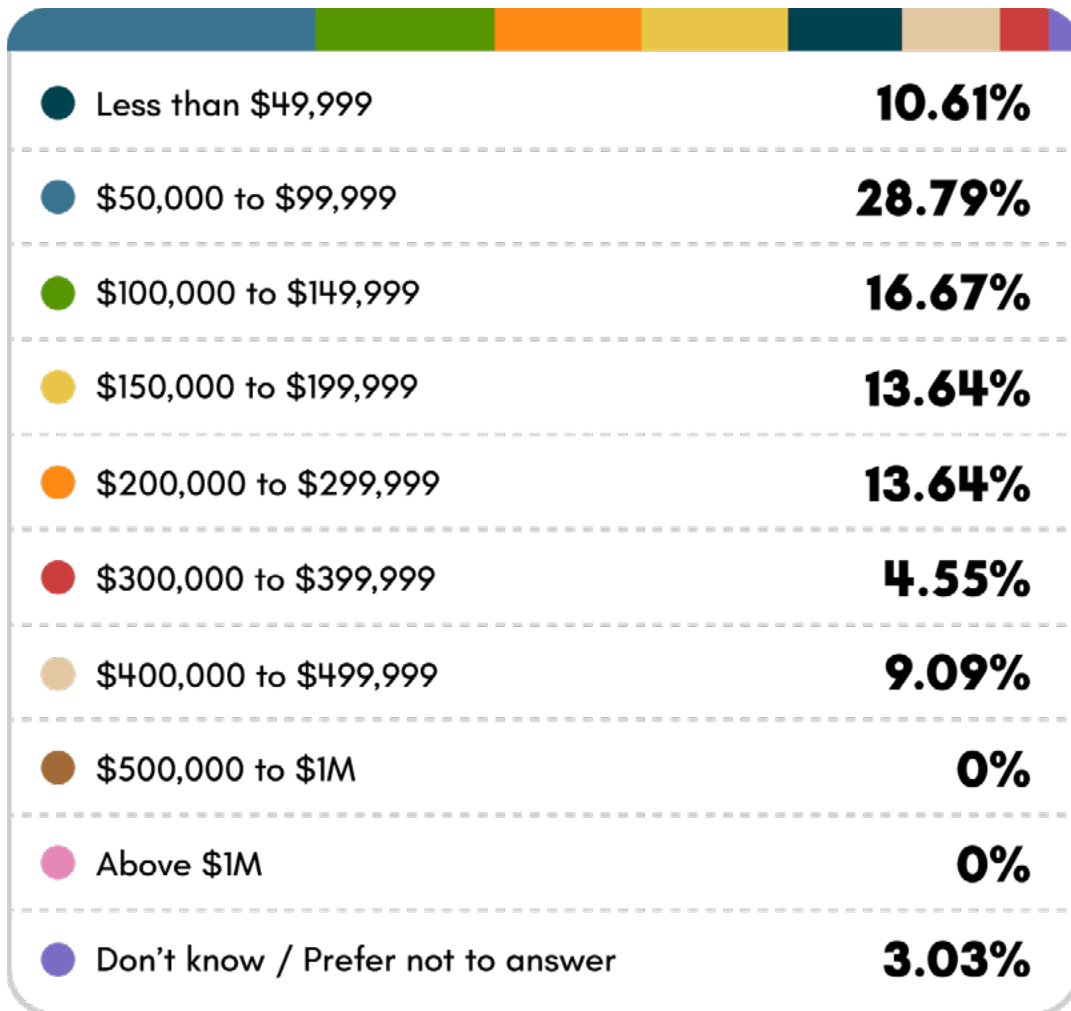 Less than $49,999 10.61%
$50,000 to $99,999 28.79%
$100,000 to $149,999 16.67%
$150,000 to $199,999 13.64%
$200,000 to $299,999 13.64%
$300,000 to $399,999 4.55%
$400,000 to $499,999 9.09%
$500,000 to $1M 0%
Above $1M 0%
Don’t know / Prefer not to answer 3.03%